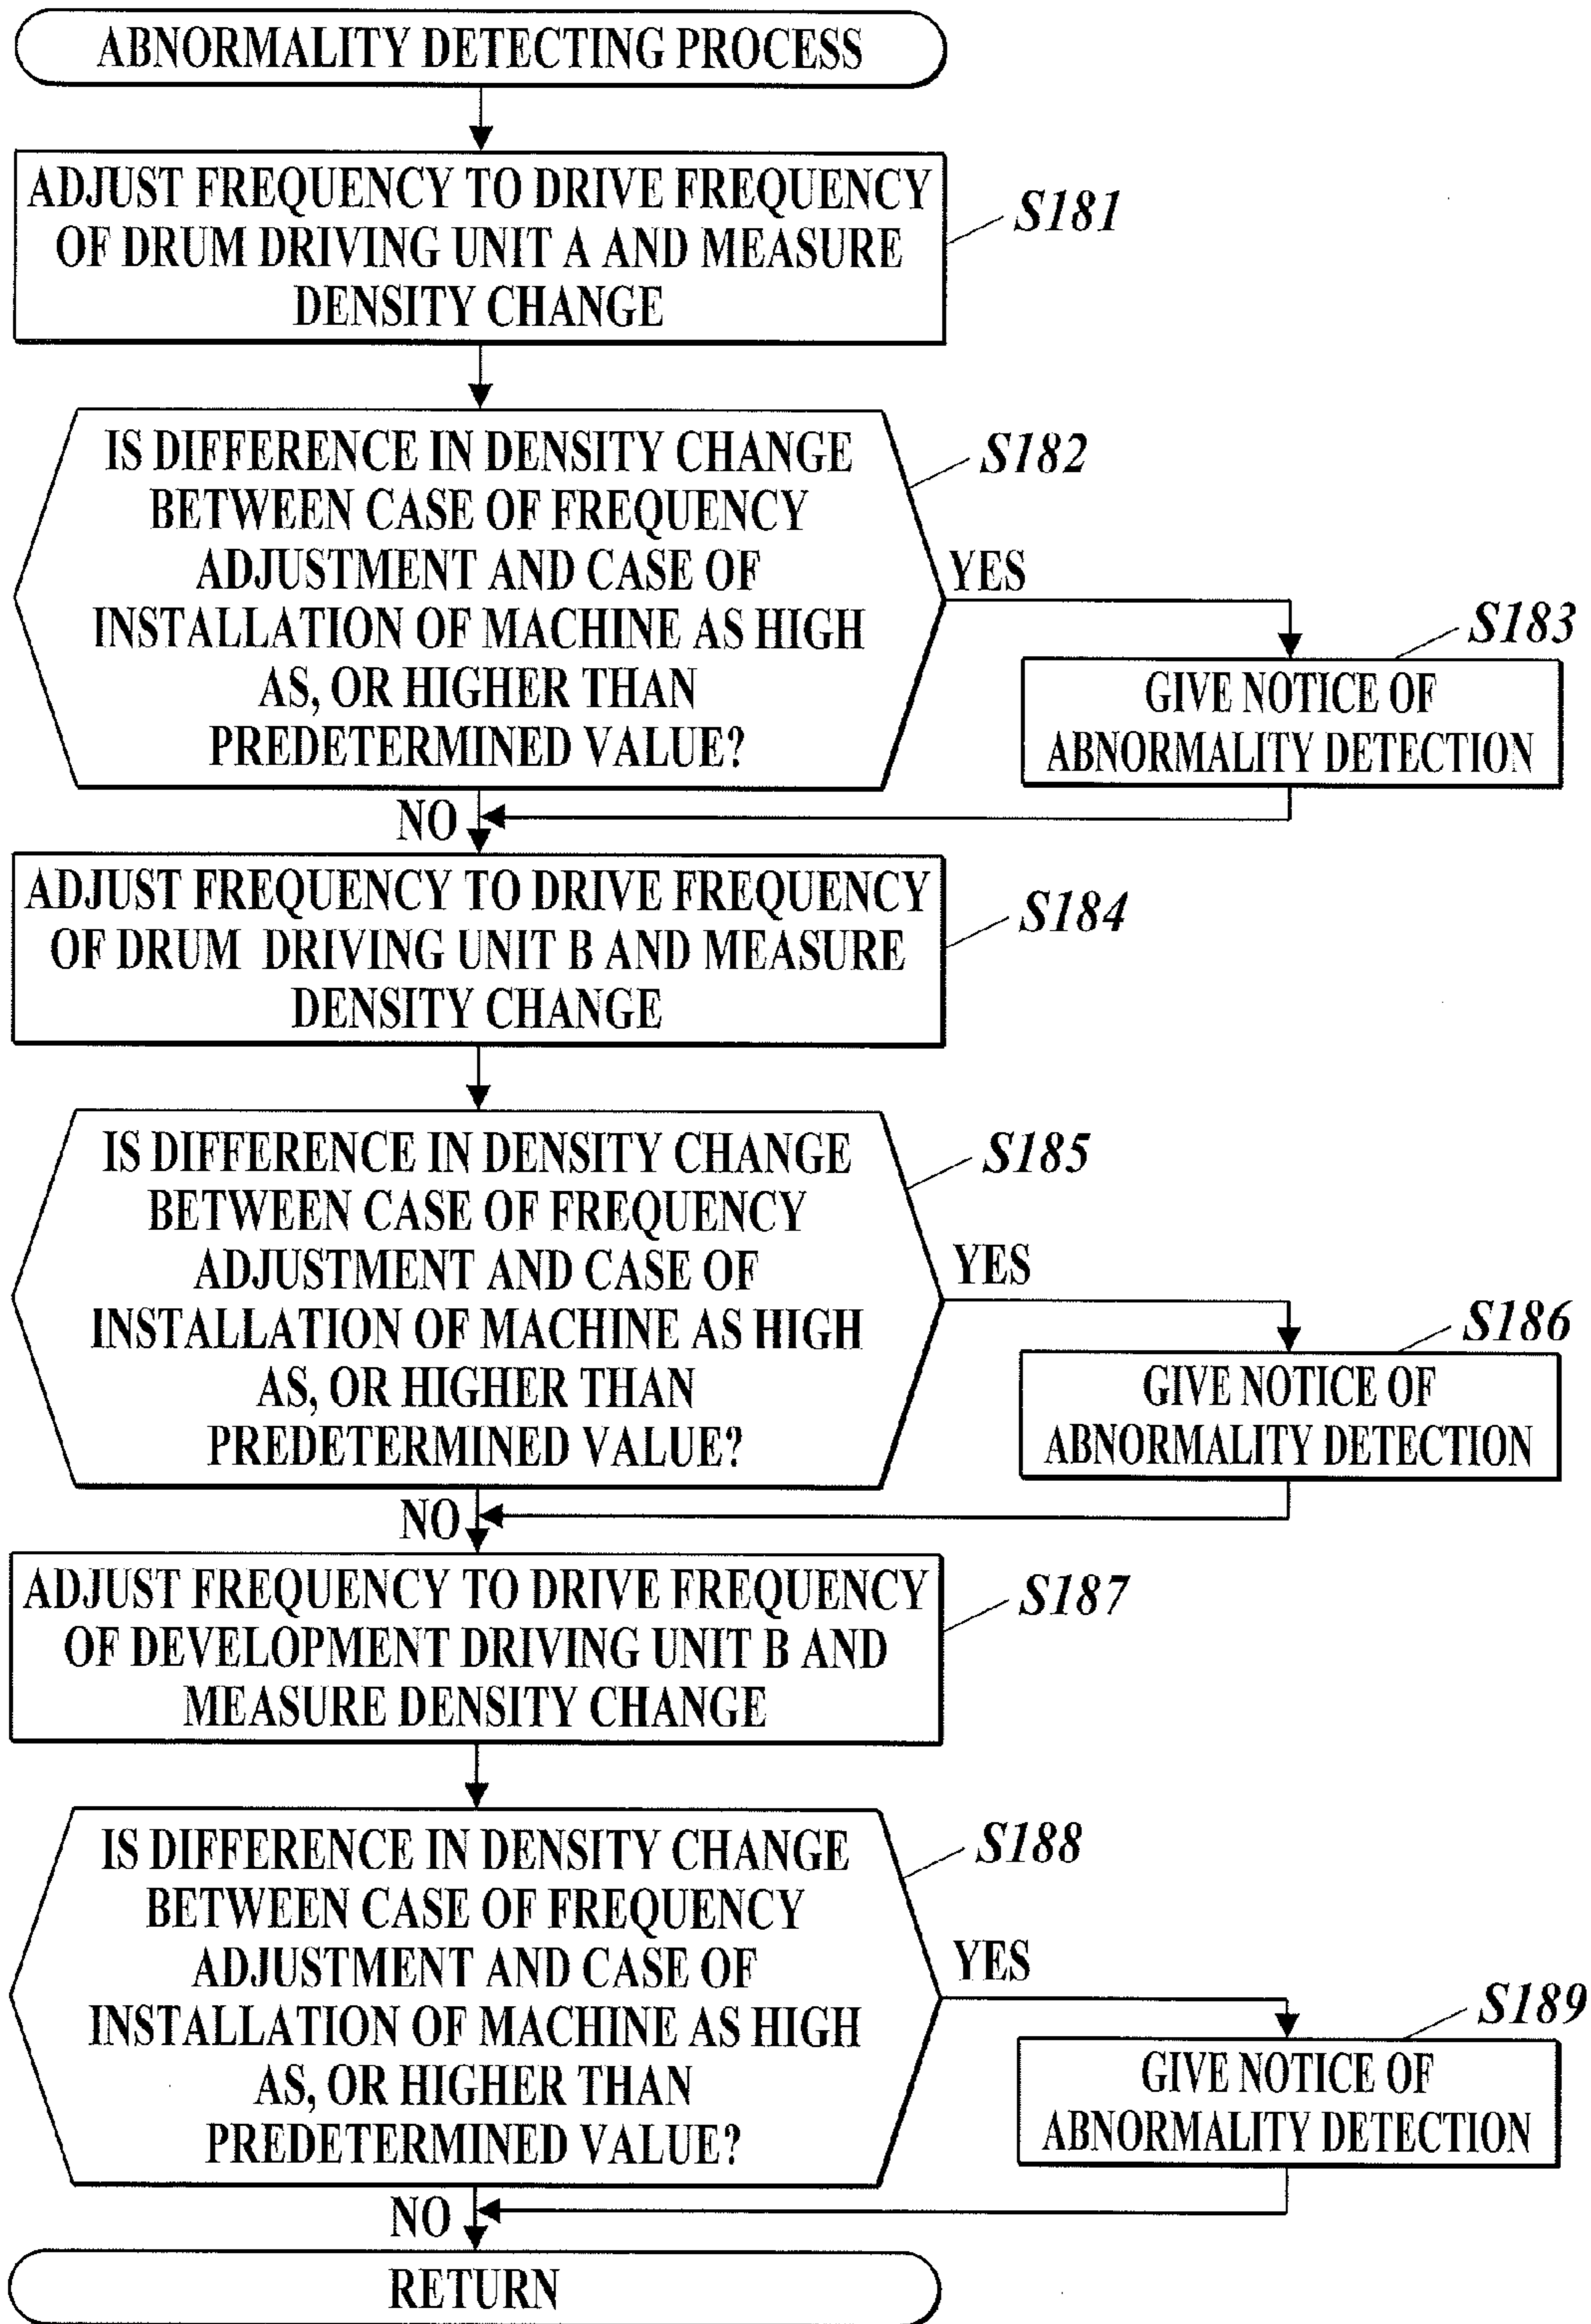 ABNORMALITY DETECTING PROCESS
ADJUST FREQUENCY TO DRIVE FREQUENCY
OF DRUM DRIVING UNIT A AND MEASURE
DENSITY CHANGE
S181
IS DIFFERENCE IN DENSITY CHANGE
BETWEEN CASE OF FREQUENCY
ADJUSTMENT AND CASE OF
INSTALLATION OF MACHINE AS HIGH
AS, OR HIGHER THAN
PREDETERMINED VALUE?
S182
YES
S183
GIVE NOTICE OF
ABNORMALITY DETECTION
NO
ADJUST FREQUENCY TO DRIVE FREQUENCY
OF DRUM DRIVING UNIT B AND MEASURE
DENSITY CHANGE
S184
IS DIFFERENCE IN DENSITY CHANGE
BETWEEN CASE OF FREQUENCY
ADJUSTMENT AND CASE OF
INSTALLATION OF MACHINE AS HIGH
AS, OR HIGHER THAN
PREDETERMINED VALUE?
S185
YES
S186
GIVE NOTICE OF
ABNORMALITY DETECTION
NO
ADJUST FREQUENCY TO DRIVE FREQUENCY
OF DEVELOPMENT DRIVING UNIT B AND
MEASURE DENSITY CHANGE
S187
IS DIFFERENCE IN DENSITY CHANGE
BETWEEN CASE OF FREQUENCY
ADJUSTMENT AND CASE OF
INSTALLATION OF MACHINE AS HIGH
AS, OR HIGHER THAN
PREDETERMINED VALUE?
S188
YES
S189
GIVE NOTICE OF
ABNORMALITY DETECTION
NO
RETURN